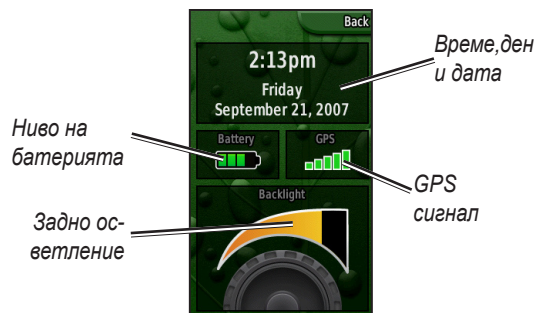 Back
2:13pm
Friday
September 21, 2007
Време,ден
и дата
Battery
GPS
Ниво на
батерията
GPS
сигнал
Backlight
Задно ос-
ветление